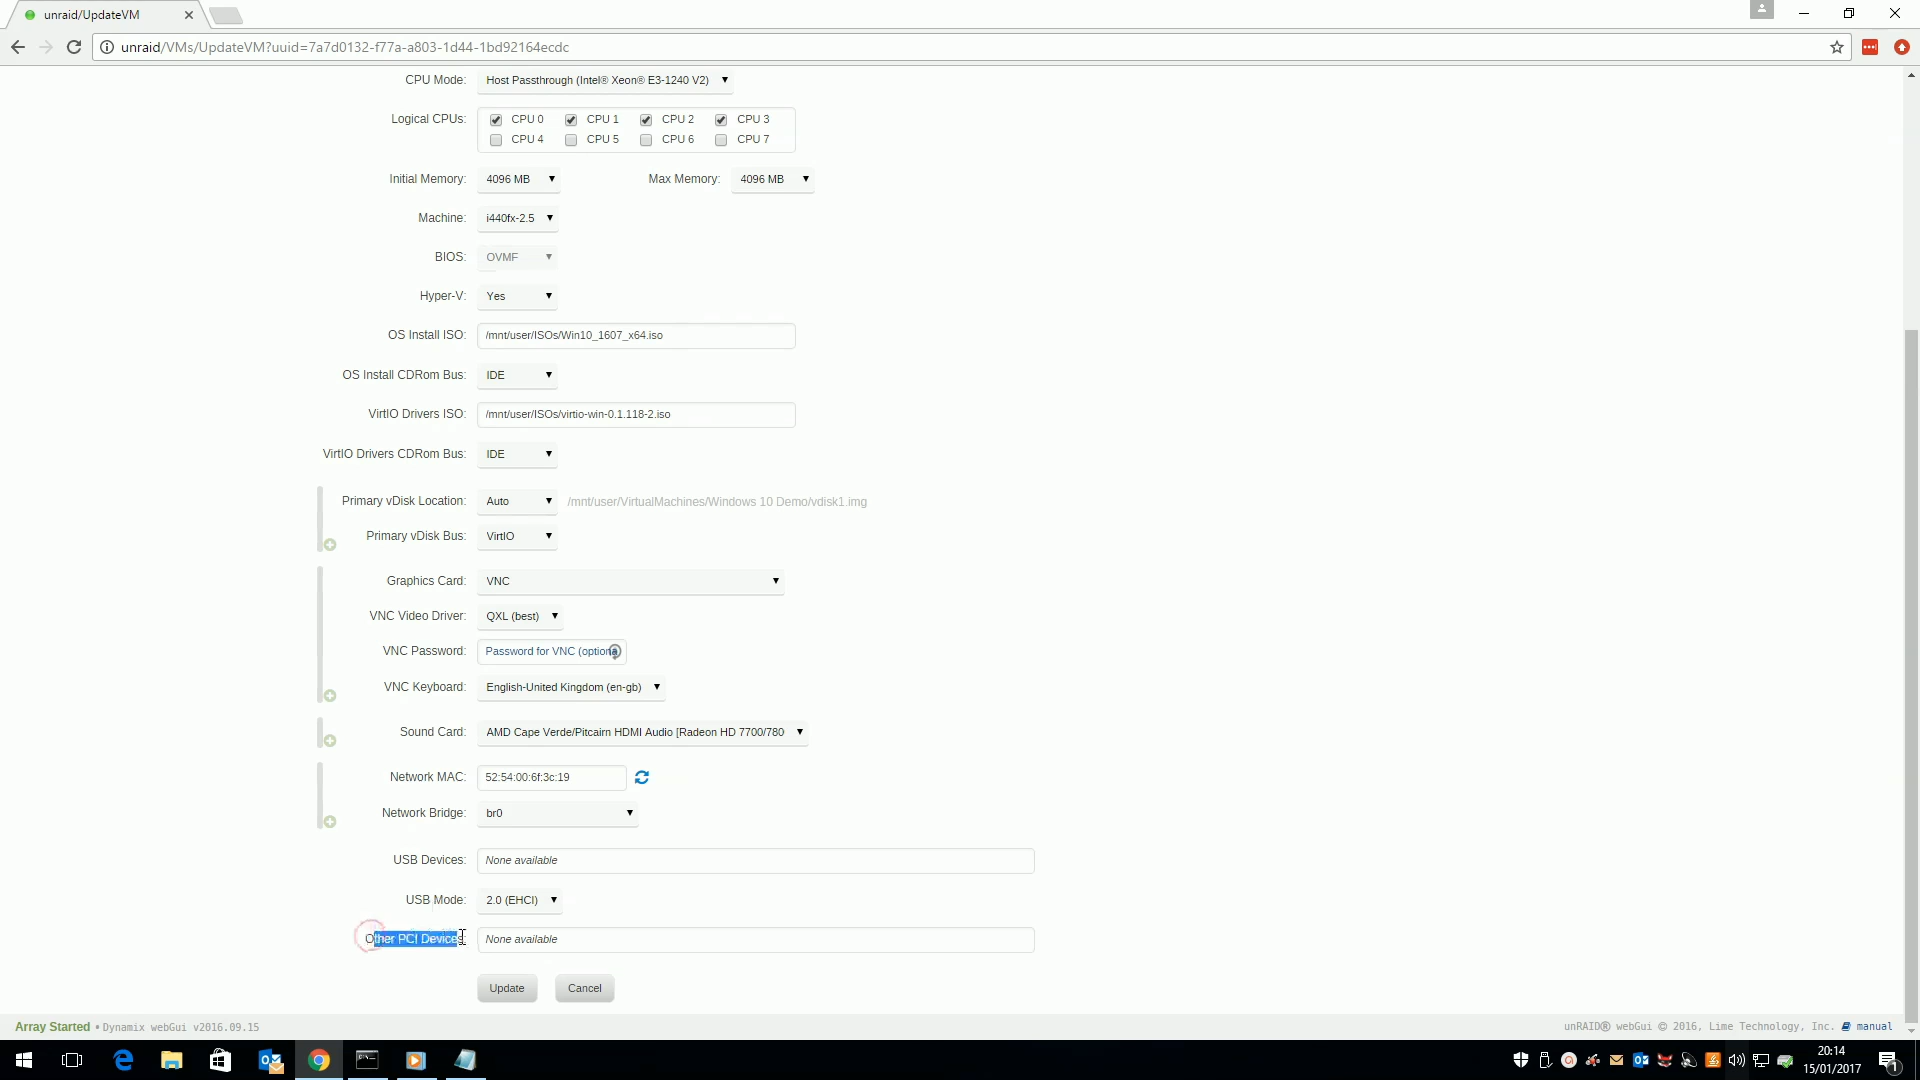 unraid/UpdateVM
unraid/VMs/UpdateVM?uuid=7a7d0132-f77a-a803-1d44-1bd92164ecdc
CPU Mode: Host Passthrough (Intel® Xeon® E3-1240 V2)
Logical CPUs: CPU 0 CPU 1 CPU 2 CPU 3
CPU 4 CPU 5 CPU 6 CPU 7
Initial Memory: 4096 MB Max Memory: 4096 MB
Machine: i440fx-2.5
BIOS: OVMF
Hyper-V: Yes
OS Install ISO: /mnt/user/ISOs/Win10_1607_x64.iso
OS Install CDRom Bus: IDE
VirtIO Drivers ISO: /mnt/user/ISOs/virtio-win-0.1.118-2.iso
VirtIO Drivers CDRom Bus: IDE
Primary vDisk Location: Auto /mnt/user/VirtualMachines/Windows 10 Demo/vdisk1.img
Primary vDisk Bus: VirtIO
Graphics Card: VNC
VNC Video Driver: QXL (best)
VNC Password: Password for VNC (optiona
VNC Keyboard: English-United Kingdom (en-gb)
Sound Card: AMD Cape Verde/Pitcairn HDMI Audio [Radeon HD 7700/780
Network MAC: 52:54:00:6f:3c:19
Network Bridge: br0
USB Devices: None available
USB Mode: 2.0 (EHCI)
Other PCI Devices: None available
Update Cancel
Array Started • Dynamix webGui v2016.09.15
unRAID® webGui © 2016, Lime Technology, Inc. manual
20:14
15/01/2017
1